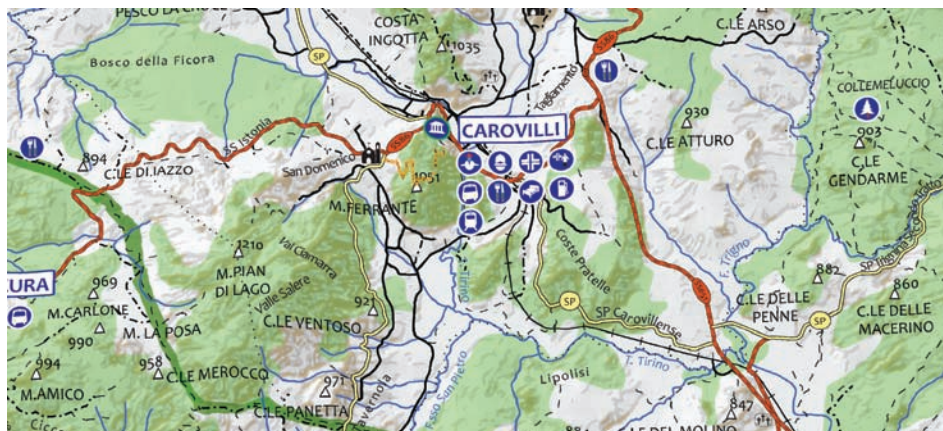 PESCO LA
COSTA
INGOTTA
1035
C.LE ARSO
Bosco della Ficora
SP
SS86
Tagliamento
COLLEMELUCCIO
930
C.LE ATTURO
903
C.LE
GENDARME
SS Istonia
CAROVILLI
894
C.LE DI IAZZO
San Domenico
1051
M.FERRANTE
1210
M.PIAN
DI LAGO
Val Ciamarra
Valle Salere
Coste Pratelle
F. Trigno
URA
969
M.CARLONE
990
M. LA POSA
921
C.LE VENTOSO
SP
SP Carovillense
882
C.LE DELLE
PENNE
SP
860
C.LE DELLE
MACERINO
994
M.AMICO
958
C.LE MEROCCO
971
C.LE PANETTA
Fsso San Pietro
T. Tirino
Lipolisi
847
C.LE DEL MOLINO